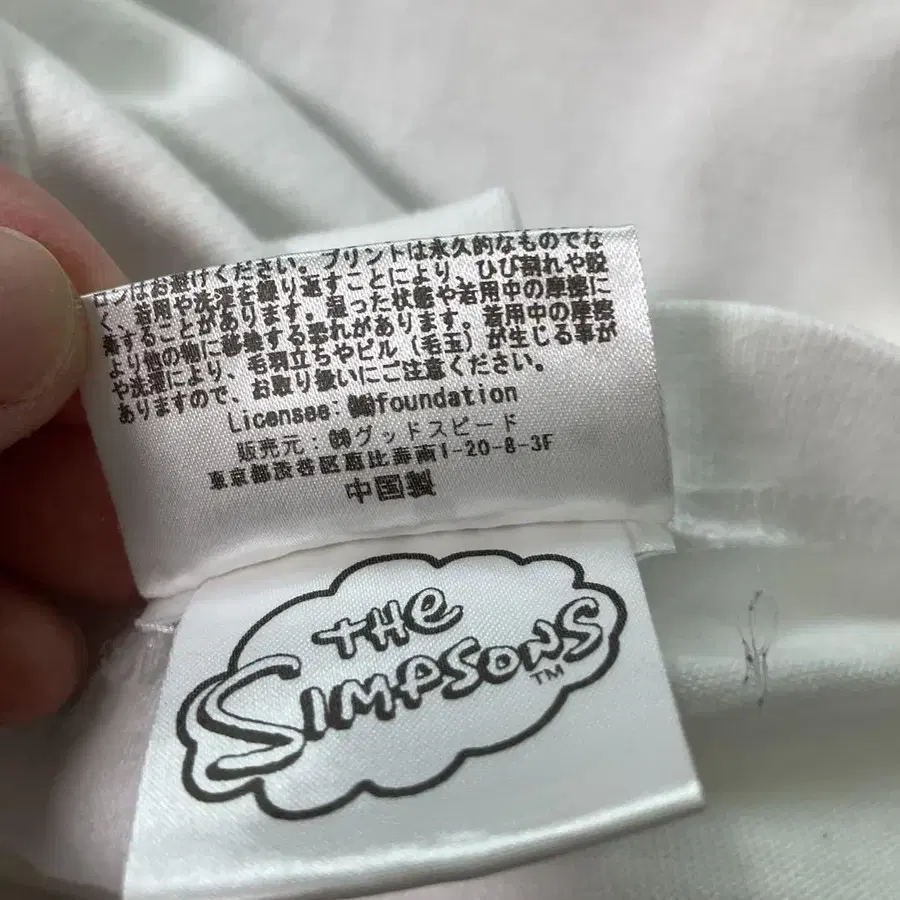 ロンはお避けください。プリントは永久的なものでな
く、着用や洗濯を繰り返すことにより、ひび割れや脱
落することがあります。湿った状態や着用中の摩擦に
より他の物に移染する恐れがあります。着用中の摩擦
や洗濯により、毛羽立ちやピル（毛玉）が生じる事が
ありますので、お取り扱いにご注意ください。
Licensee:㈱foundation
販売元:㈱グッドスピード
東京都渋谷区恵比寿南1-20-8-3F
中国製
THE
SIMPSONS
TM